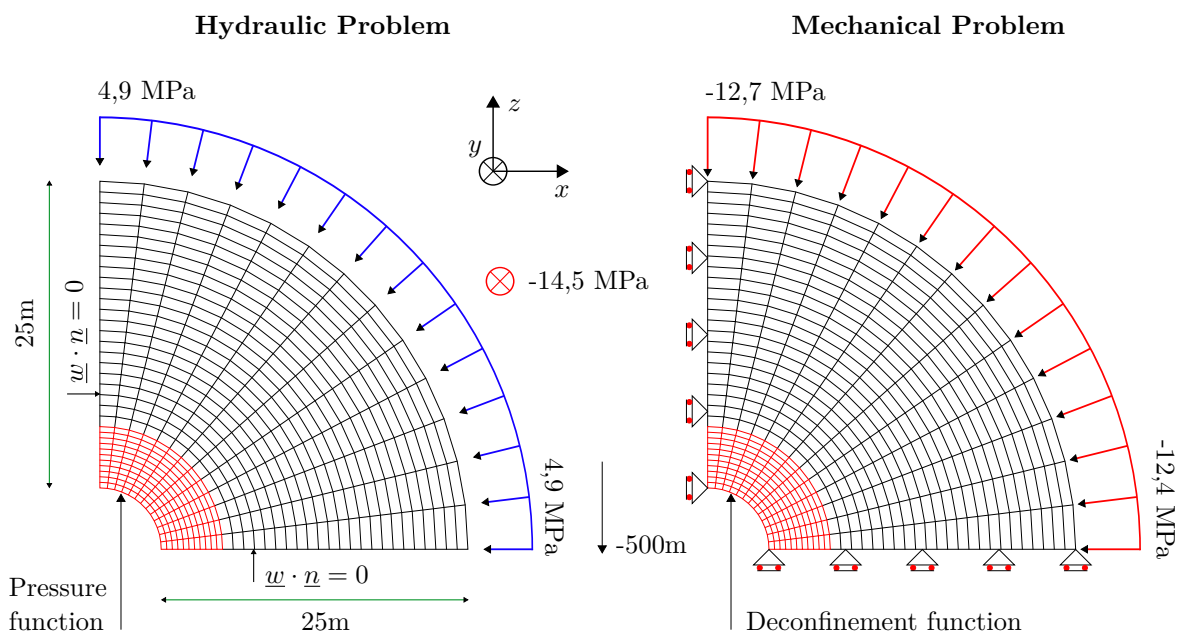 Hydraulic Problem
Mechanical Problem
4,9 MPa
-12,7 MPa
z
y
x
-14,5 MPa
25m
w · n = 0
4,9 MPa
-12,4 MPa
-500m
w · n = 0
Pressure
function
25m
Deconfinement function